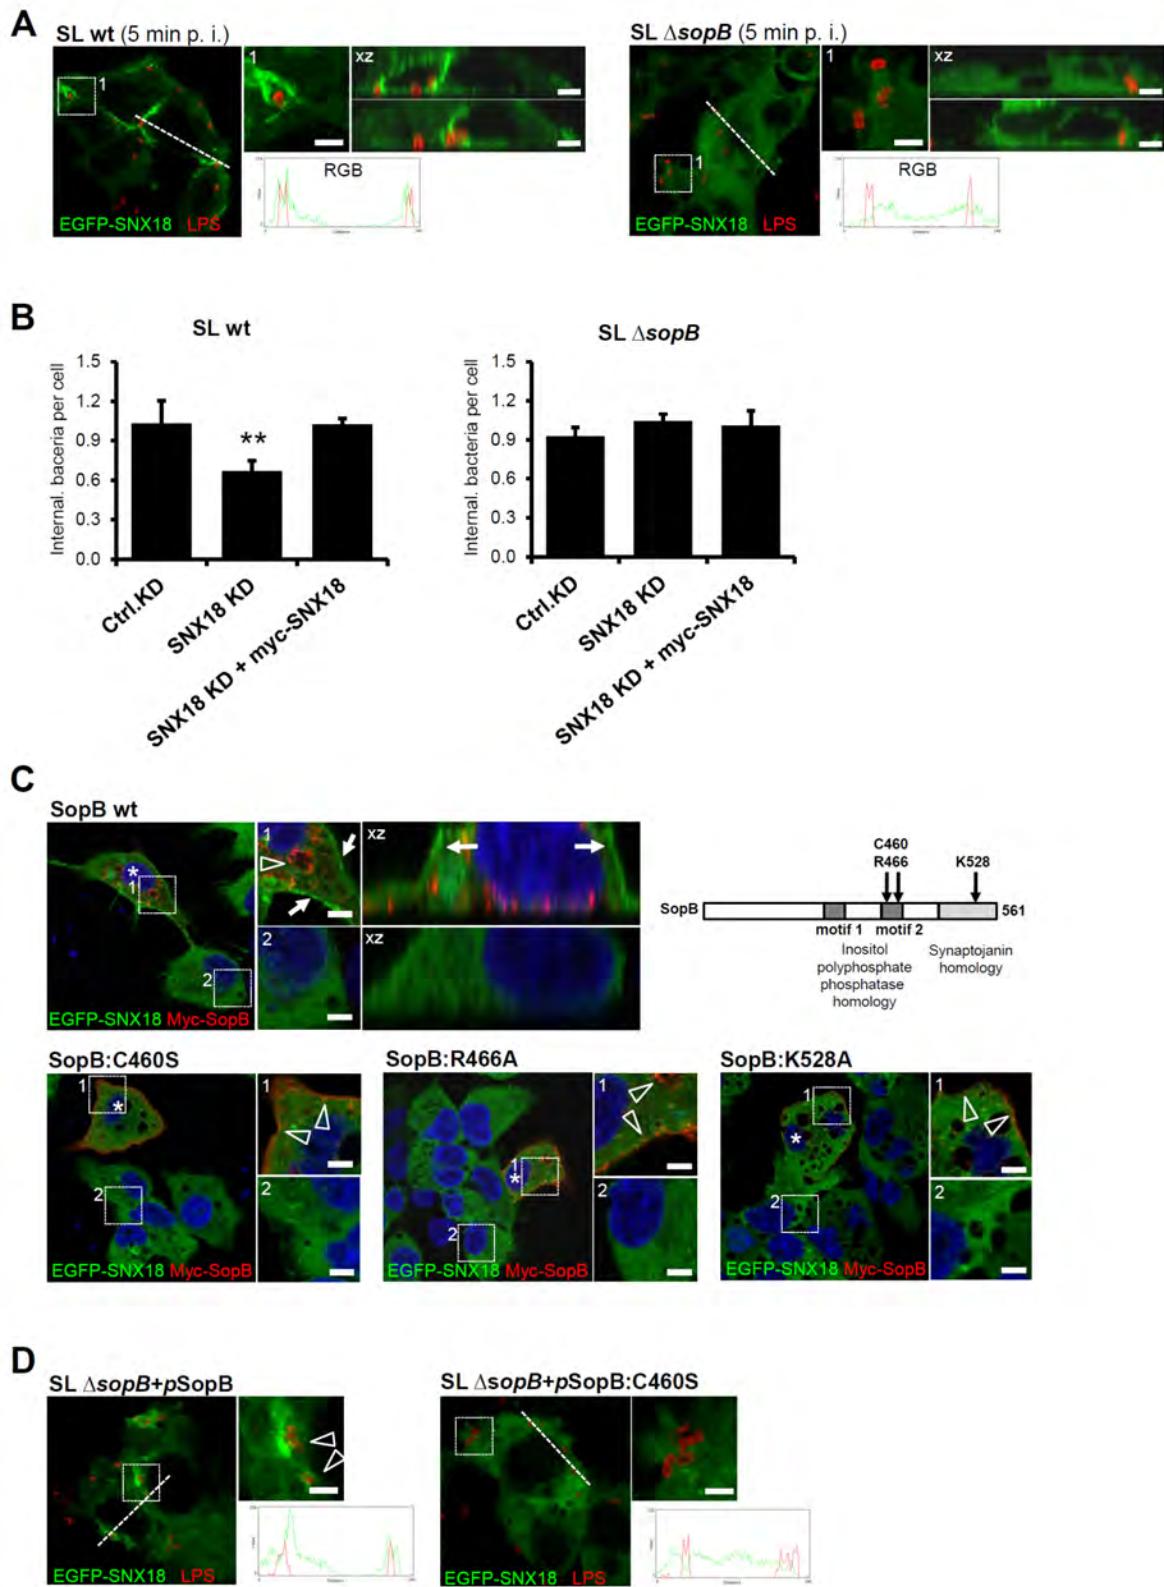 A
SL wt (5 min p. i.)
1
1
xz
EGFP-SNX18 LPS
RGB
SL ΔsopB (5 min p. i.)
1
1
xz
EGFP-SNX18 LPS
RGB
B
SL wt
Internal. baceria per cell
1.5
1.2
0.9
0.6
0.3
0.0
**
Ctrl.KD
SNX18 KD
SNX18 KD + myc-SNX18
SL ΔsopB
Internal. bacteria per cell
1.5
1.2
0.9
0.6
0.3
0.0
Ctrl.KD
SNX18 KD
SNX18 KD + myc-SNX18
C
SopB wt
*
1
2
EGFP-SNX18 Myc-SopB
1
2
xz
xz
C460
R466
K528
SopB
561
motif 1 motif 2
Inositol
polyphosphate
phosphatase
homology
Synaptojanin
homology
SopB:C460S
1
*
2
EGFP-SNX18 Myc-SopB
1
2
SopB:R466A
1
*
2
EGFP-SNX18 Myc-SopB
1
2
SopB:K528A
1
*
2
EGFP-SNX18 Myc-SopB
1
2
D
SL ΔsopB+pSopB
EGFP-SNX18 LPS
SL ΔsopB+pSopB:C460S
EGFP-SNX18 LPS